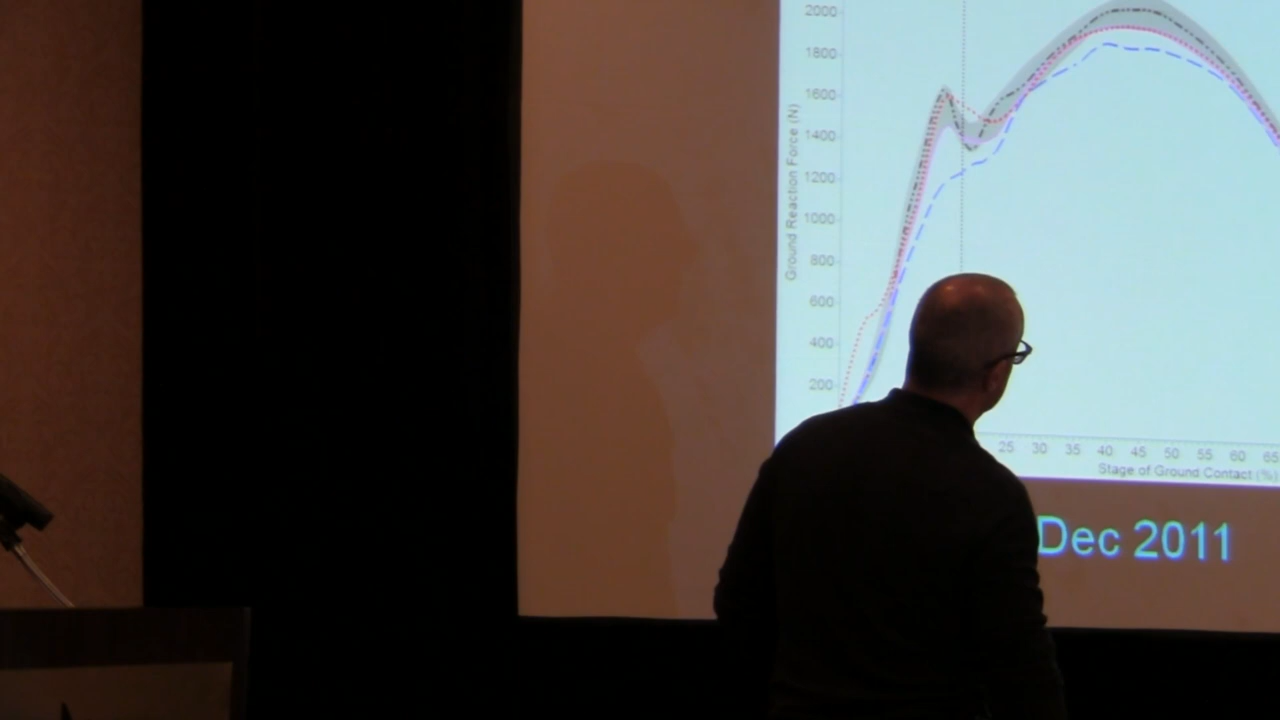 2000
1800
1600
1400
1200
1000
800
600
400
200
Ground Reaction Force (N)
25 30 35 40 45 50 55 60 65
Stage of Ground Contact (%)
Dec 2011